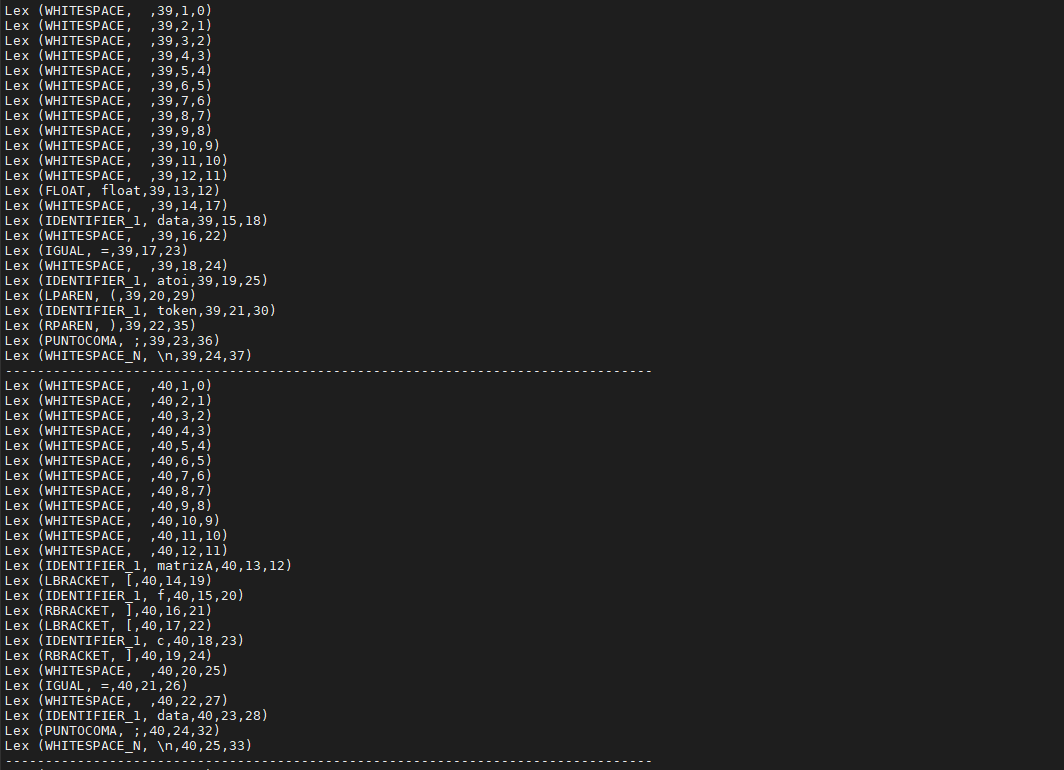 Lex (WHITESPACE,  ,39,1,0)
Lex (WHITESPACE,  ,39,2,1)
Lex (WHITESPACE,  ,39,3,2)
Lex (WHITESPACE,  ,39,4,3)
Lex (WHITESPACE,  ,39,5,4)
Lex (WHITESPACE,  ,39,6,5)
Lex (WHITESPACE,  ,39,7,6)
Lex (WHITESPACE,  ,39,8,7)
Lex (WHITESPACE,  ,39,9,8)
Lex (WHITESPACE,  ,39,10,9)
Lex (WHITESPACE,  ,39,11,10)
Lex (WHITESPACE,  ,39,12,11)
Lex (FLOAT, float,39,13,12)
Lex (WHITESPACE,  ,39,14,17)
Lex (IDENTIFIER_1, data,39,15,18)
Lex (WHITESPACE,  ,39,16,22)
Lex (IGUAL, =,39,17,23)
Lex (WHITESPACE,  ,39,18,24)
Lex (IDENTIFIER_1, atoi,39,19,25)
Lex (LPAREN, (,39,20,29)
Lex (IDENTIFIER_1, token,39,21,30)
Lex (RPAREN, ),39,22,35)
Lex (PUNTOCOMA, ;,39,23,36)
Lex (WHITESPACE_N, \n,39,24,37)
--------------------------------------------------------------------------------
Lex (WHITESPACE,  ,40,1,0)
Lex (WHITESPACE,  ,40,2,1)
Lex (WHITESPACE,  ,40,3,2)
Lex (WHITESPACE,  ,40,4,3)
Lex (WHITESPACE,  ,40,5,4)
Lex (WHITESPACE,  ,40,6,5)
Lex (WHITESPACE,  ,40,7,6)
Lex (WHITESPACE,  ,40,8,7)
Lex (WHITESPACE,  ,40,9,8)
Lex (WHITESPACE,  ,40,10,9)
Lex (WHITESPACE,  ,40,11,10)
Lex (WHITESPACE,  ,40,12,11)
Lex (IDENTIFIER_1, matrizA,40,13,12)
Lex (LBRACKET, [,40,14,19)
Lex (IDENTIFIER_1, f,40,15,20)
Lex (RBRACKET, ],40,16,21)
Lex (LBRACKET, [,40,17,22)
Lex (IDENTIFIER_1, c,40,18,23)
Lex (RBRACKET, ],40,19,24)
Lex (WHITESPACE,  ,40,20,25)
Lex (IGUAL, =,40,21,26)
Lex (WHITESPACE,  ,40,22,27)
Lex (IDENTIFIER_1, data,40,23,28)
Lex (PUNTOCOMA, ;,40,24,32)
Lex (WHITESPACE_N, \n,40,25,33)
--------------------------------------------------------------------------------